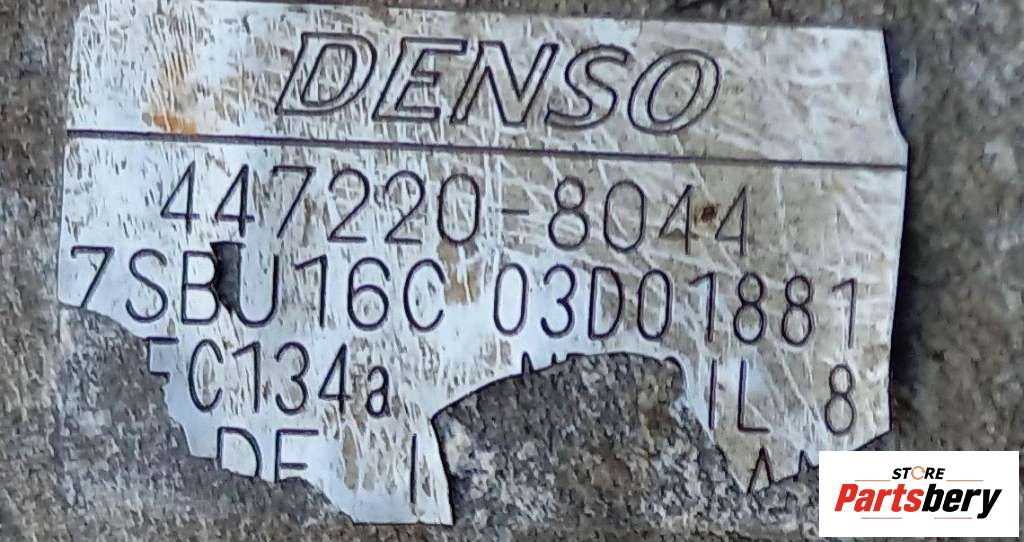 DENSO
447220-8044
7SBU16C 03D01881
C134a IL 8
STORE
Partsbery